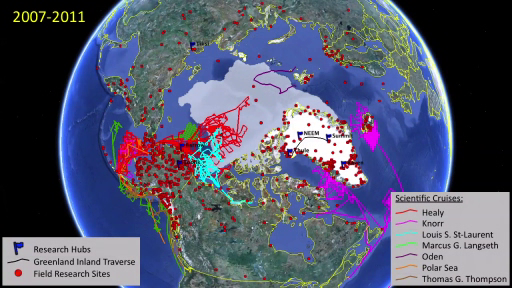 2007-2011
NEEM
Summit
Thule
Scientific Cruises:
Healy
Knorr
Louis S. St-Laurent
Marcus G. Langseth
Oden
Polar Sea
Thomas G. Thompson
Research Hubs
Greenland Inland Traverse
Field Research Sites